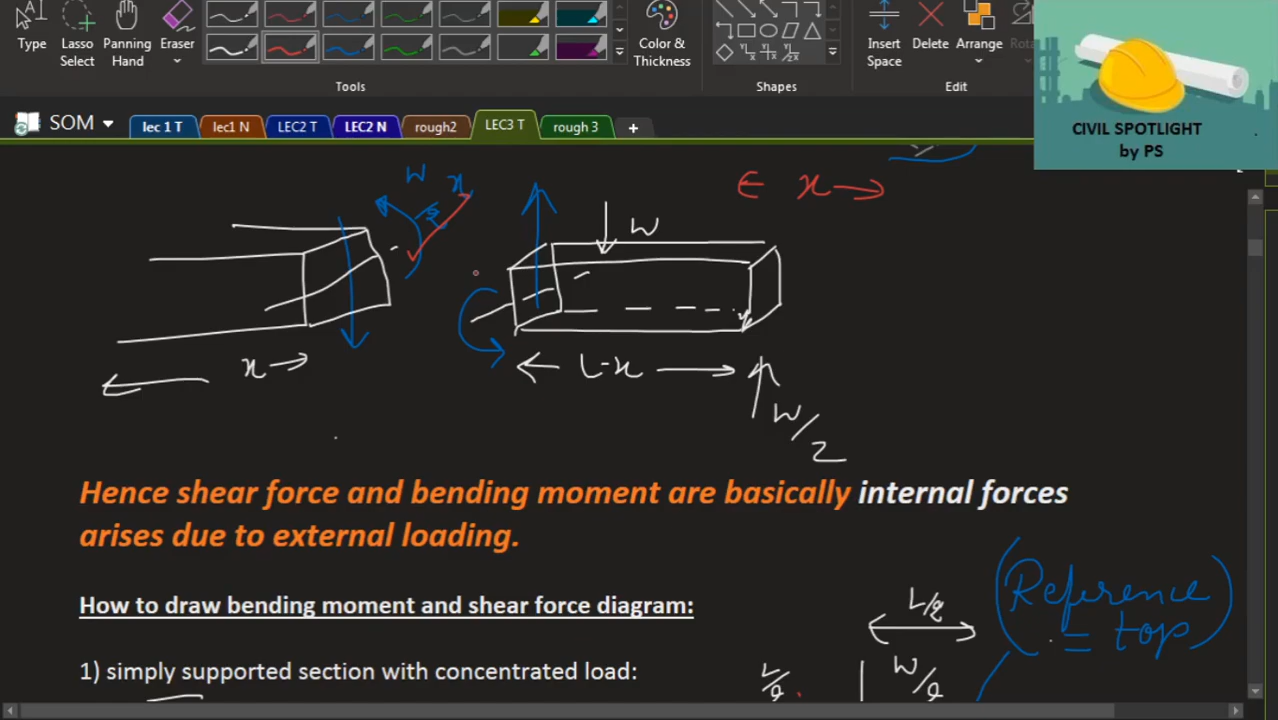 Type
Lasso Select
Panning Hand
Eraser
Color & Thickness
Insert Space
Delete
Arrange
Tools
Shapes
Edit
CIVIL SPOTLIGHT
by PS
SOM
lec 1 T
lec1 N
LEC2 T
LEC2 N
rough2
LEC3 T
rough 3
W
x
x
W
L-x
W/2
x
Hence shear force and bending moment are basically internal forces
arises due to external loading.
How to draw bending moment and shear force diagram:
(Reference
= top)
L/2
1) simply supported section with concentrated load:
L/2
W/2